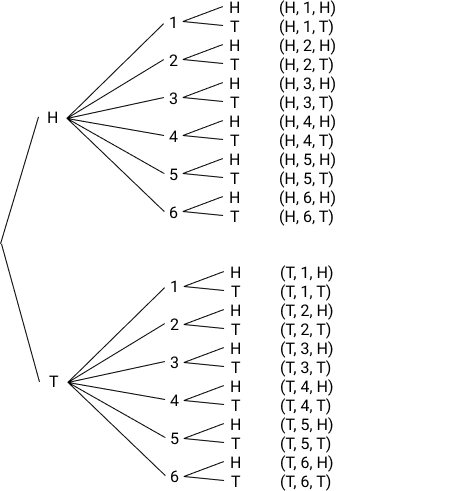 H (H, 1, H)
1
T (H, 1, T)
H (H, 2, H)
2
T (H, 2, T)
H (H, 3, H)
3
T (H, 3, T)
H
H (H, 4, H)
4
T (H, 4, T)
H (H, 5, H)
5
T (H, 5, T)
H (H, 6, H)
6
T (H, 6, T)
H (T, 1, H)
1
T (T, 1, T)
H (T, 2, H)
2
T (T, 2, T)
H (T, 3, H)
3
T (T, 3, T)
T
H (T, 4, H)
4
T (T, 4, T)
H (T, 5, H)
5
T (T, 5, T)
H (T, 6, H)
6
T (T, 6, T)